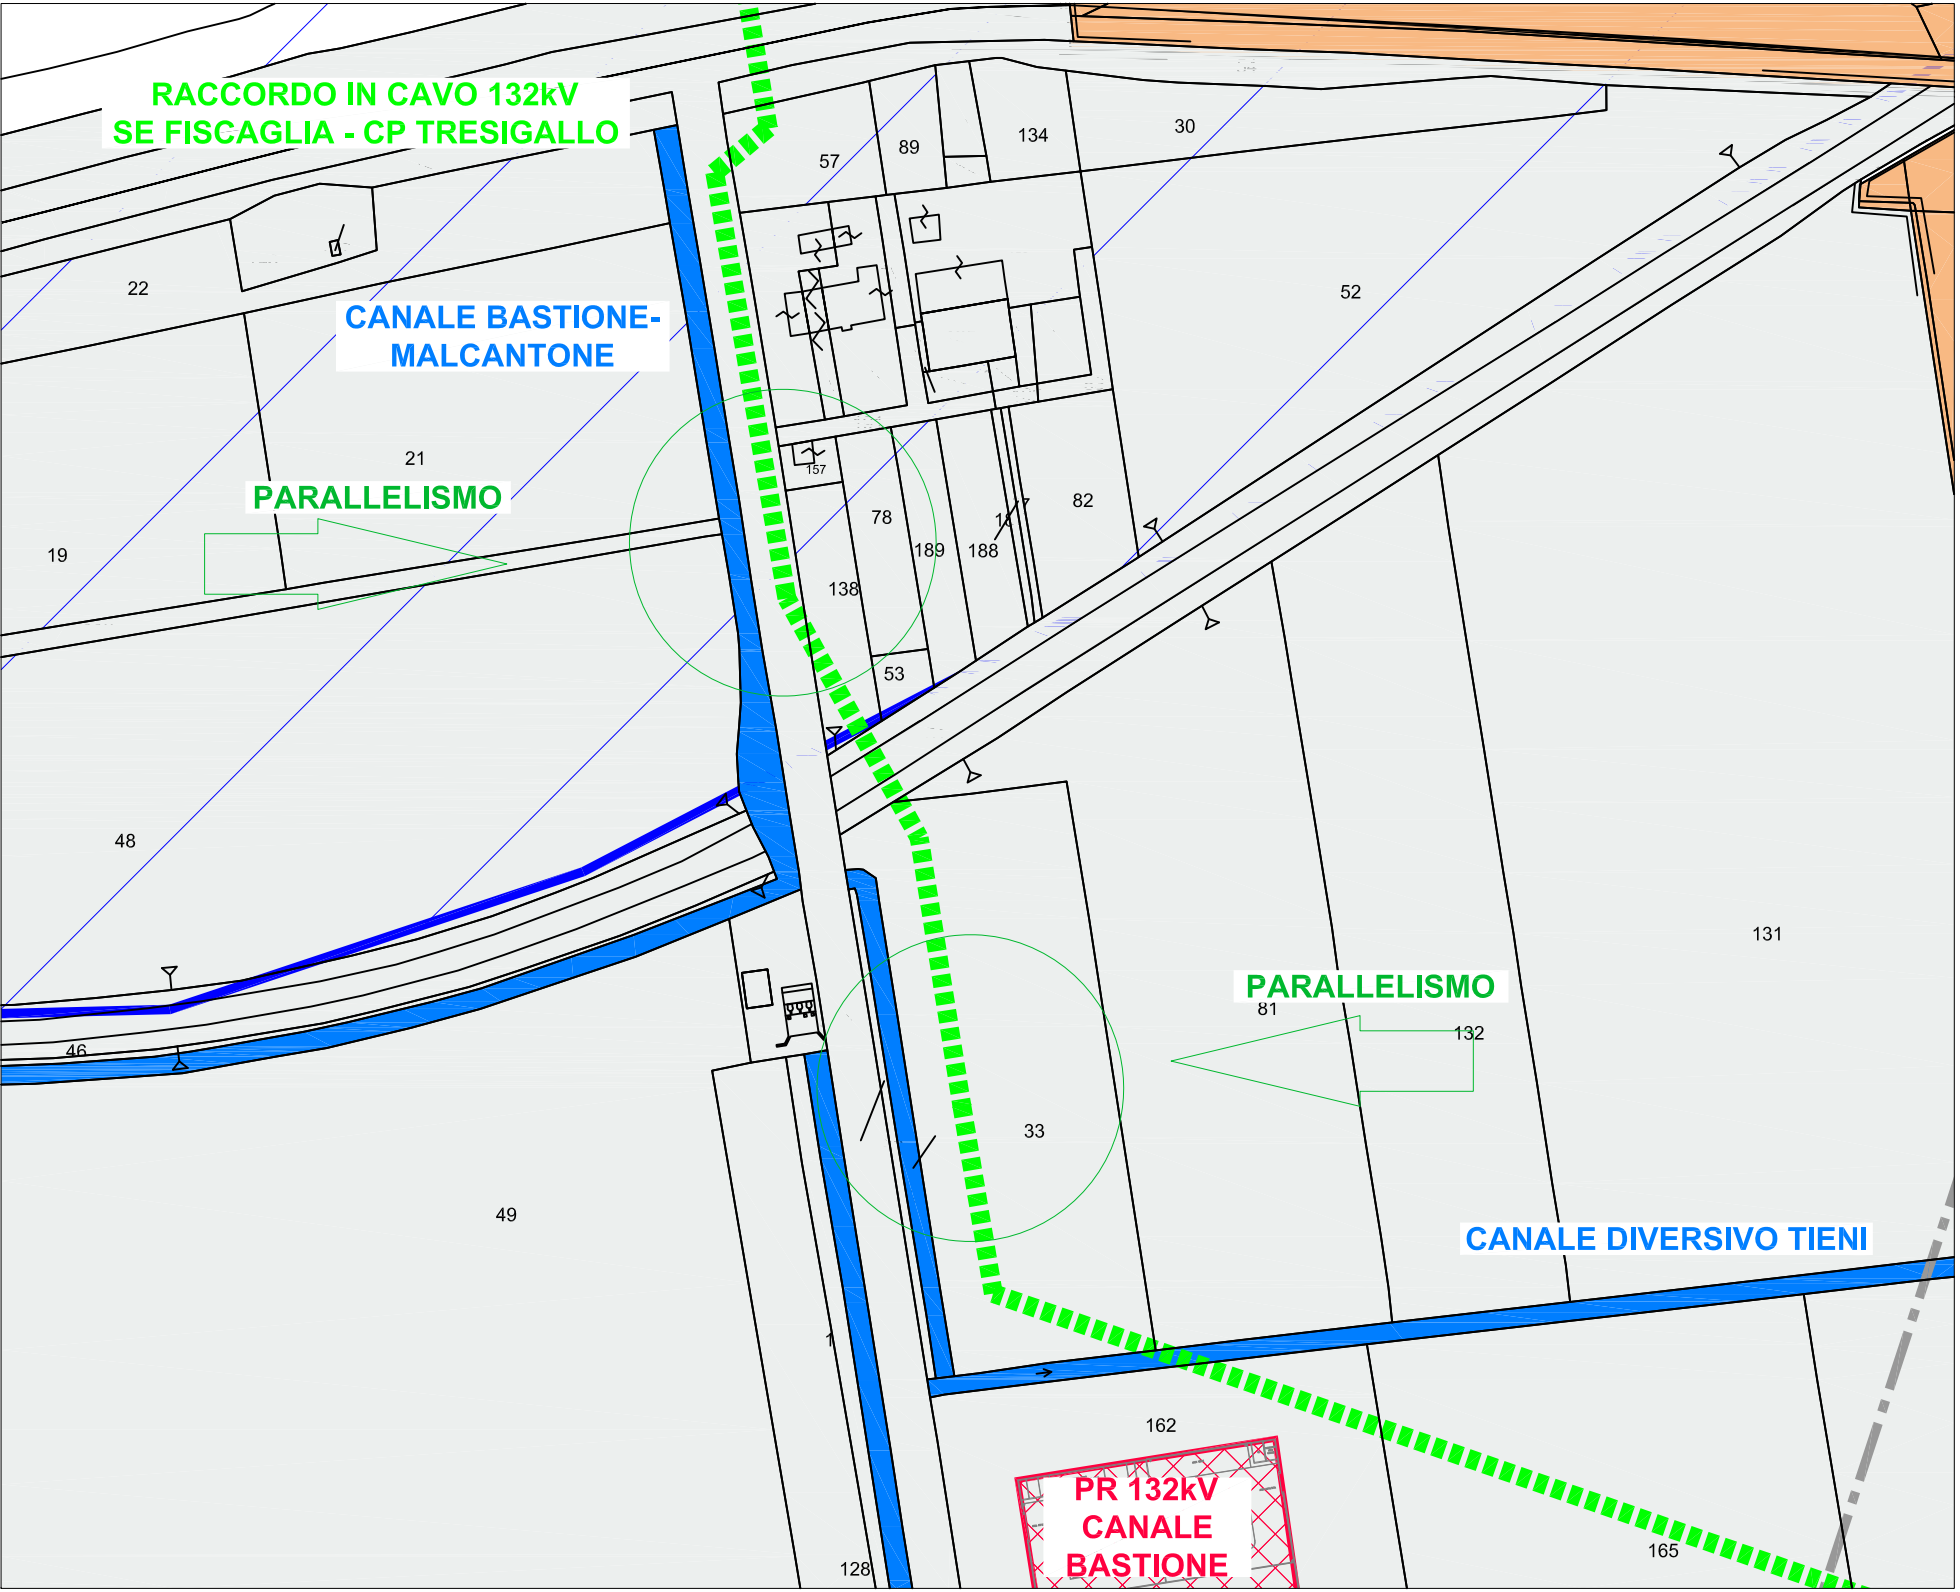 RACCORDO IN CAVO 132kV
SE FISCAGLIA - CP TRESIGALLO
57
89
134
30
22
CANALE BASTIONE-
MALCANTONE
52
21
157
PARALLELISMO
78
82
19
189
188
138
53
48
131
PARALLELISMO
81
132
46
33
49
CANALE DIVERSIVO TIENI
162
PR 132kV
CANALE
BASTIONE
165
128